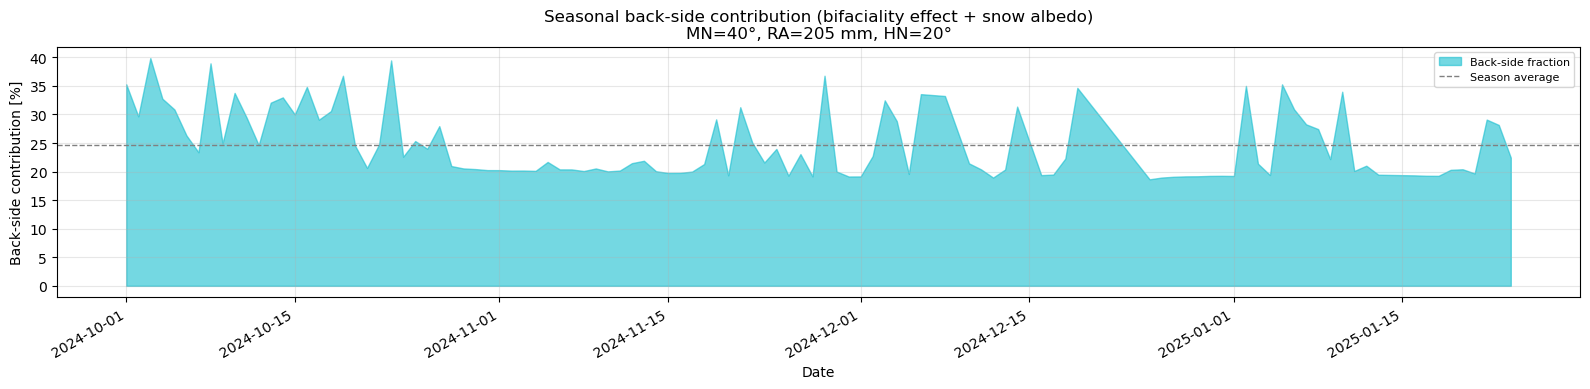 Seasonal back-side contribution (bifaciality effect + snow albedo)
MN=40°, RA=205 mm, HN=20°
Back-side contribution [%]
40
35
30
25
20
15
10
5
0
Back-side fraction
Season average
2024-10-01
2024-10-15
2024-11-01
2024-11-15
2024-12-01
2024-12-15
2025-01-01
2025-01-15
Date